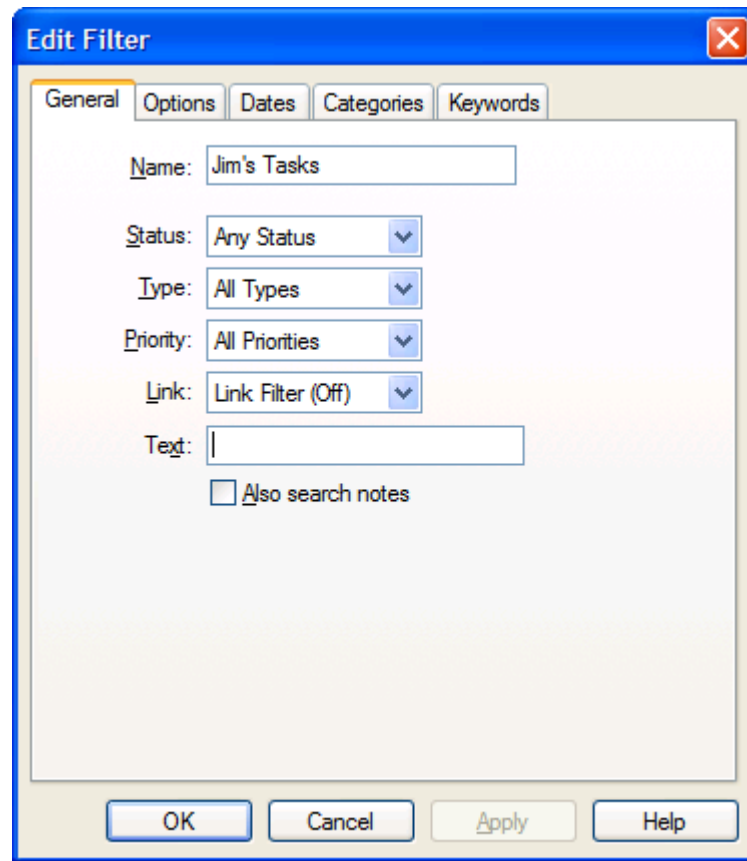 Edit Filter
General Options Dates Categories Keywords
Name: Jim's Tasks
Status: Any Status
Type: All Types
Priority: All Priorities
Link: Link Filter (Off)
Text:
Also search notes
OK Cancel Apply Help